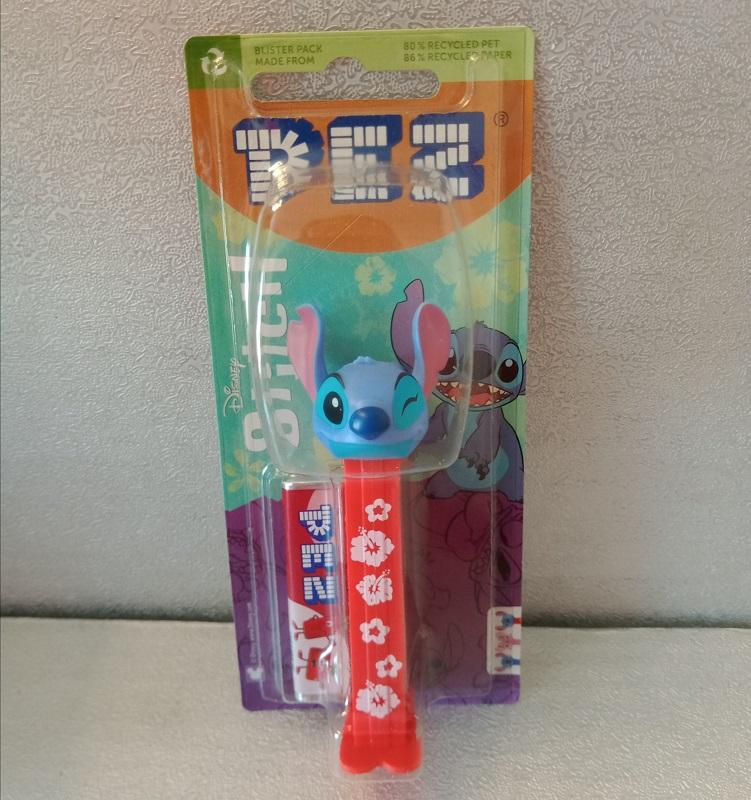 BLISTER PACK
MADE FROM
80% RECYCLED PET
86% RECYCLED PAPER
PEZ®
DISNEY
Stitch
PEZ